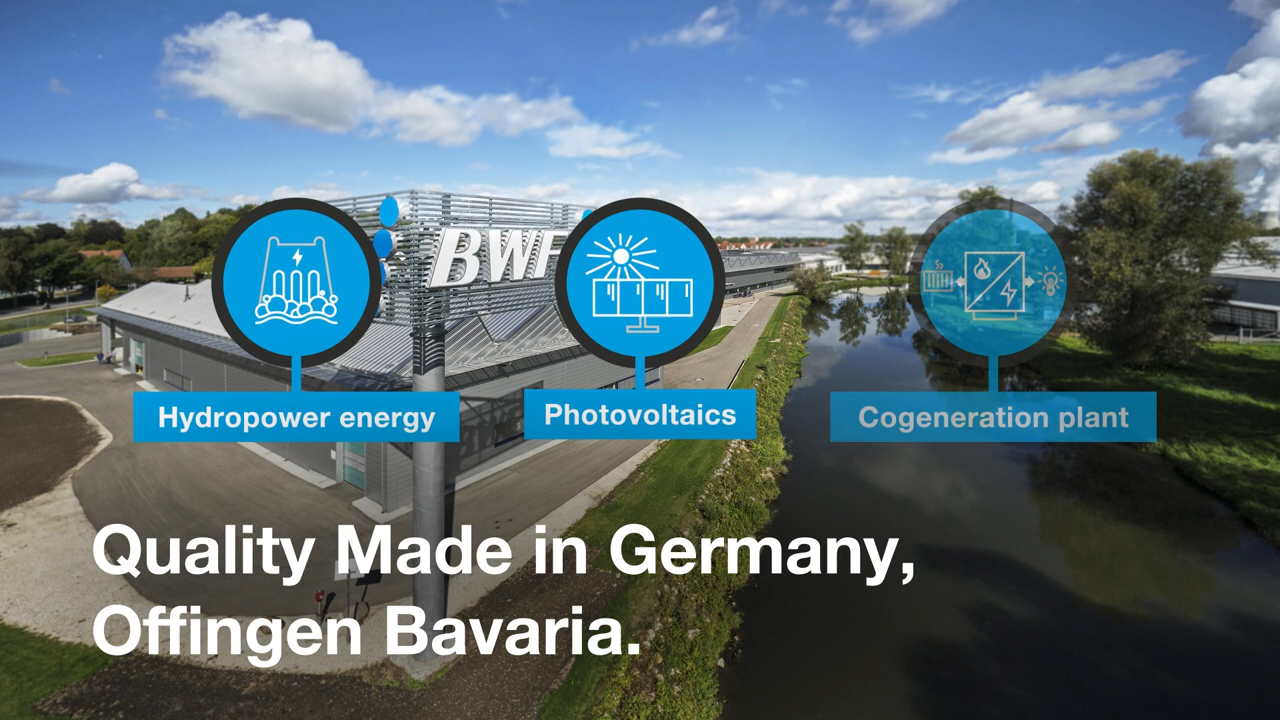 BWF
Hydropower energy
Photovoltaics
Cogeneration plant
Quality Made in Germany,
Offingen Bavaria.